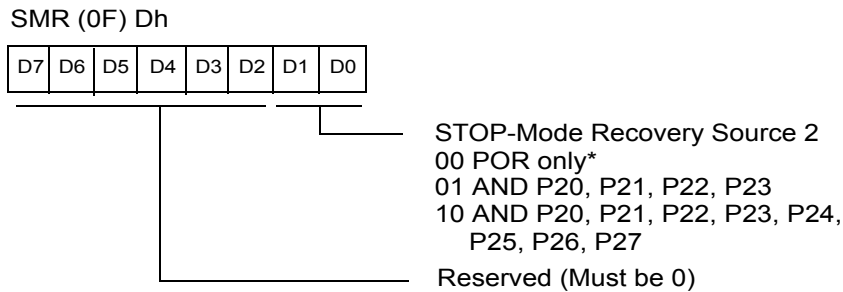 SMR (0F) Dh
D7 D6 D5 D4 D3 D2 D1 D0
STOP-Mode Recovery Source 2
00 POR only*
01 AND P20, P21, P22, P23
10 AND P20, P21, P22, P23, P24,
P25, P26, P27
Reserved (Must be 0)